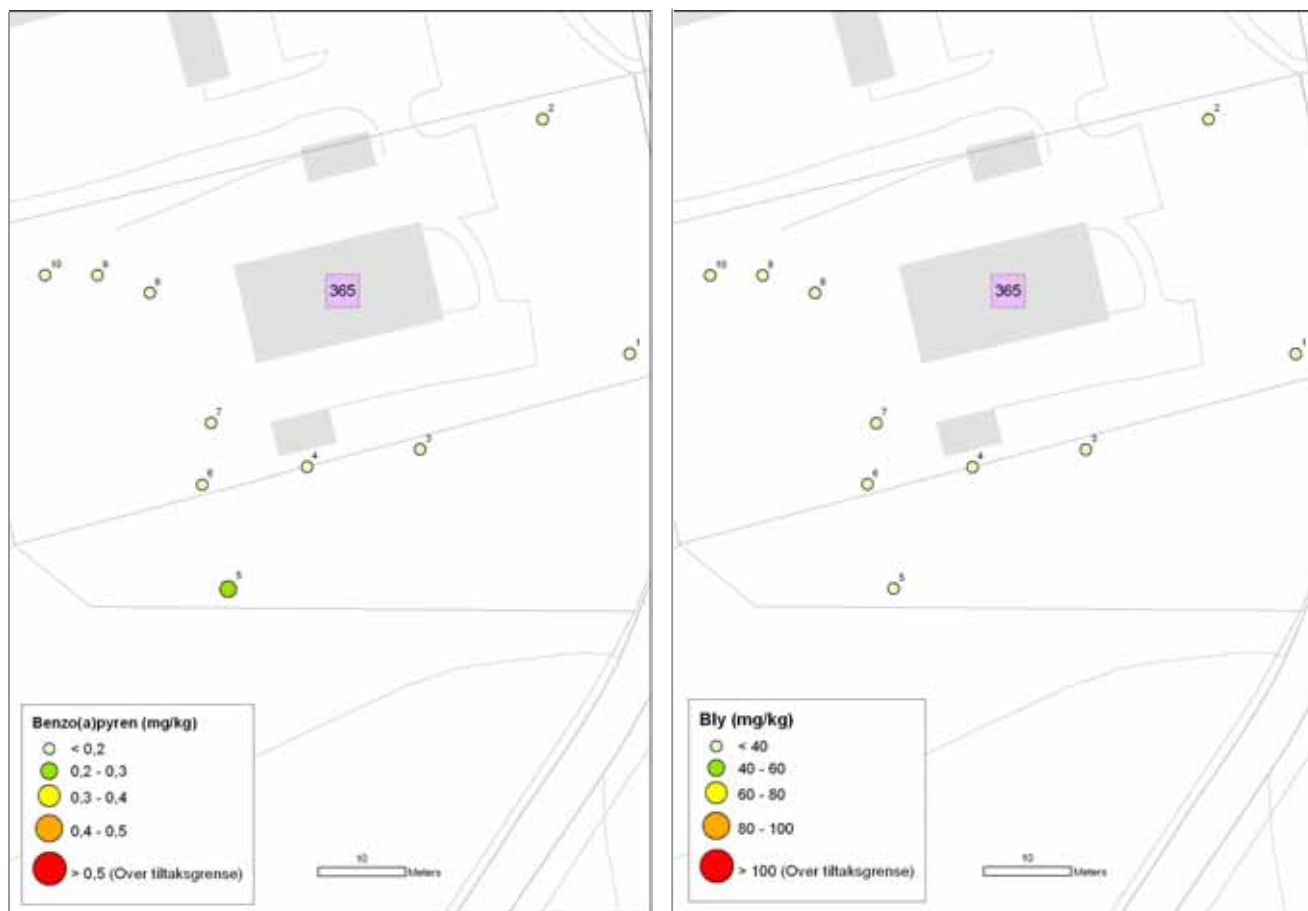 2
10
9
8
365
1
7
3
4
6
5
Benzo(a)pyren (mg/kg)
< 0,2
0,2 - 0,3
0,3 - 0,4
0,4 - 0,5
> 0,5 (Over tiltaksgrense)
10
Meters
2
10
9
8
365
1
7
3
4
6
5
Bly (mg/kg)
< 40
40 - 60
60 - 80
80 - 100
> 100 (Over tiltaksgrense)
10
Meters